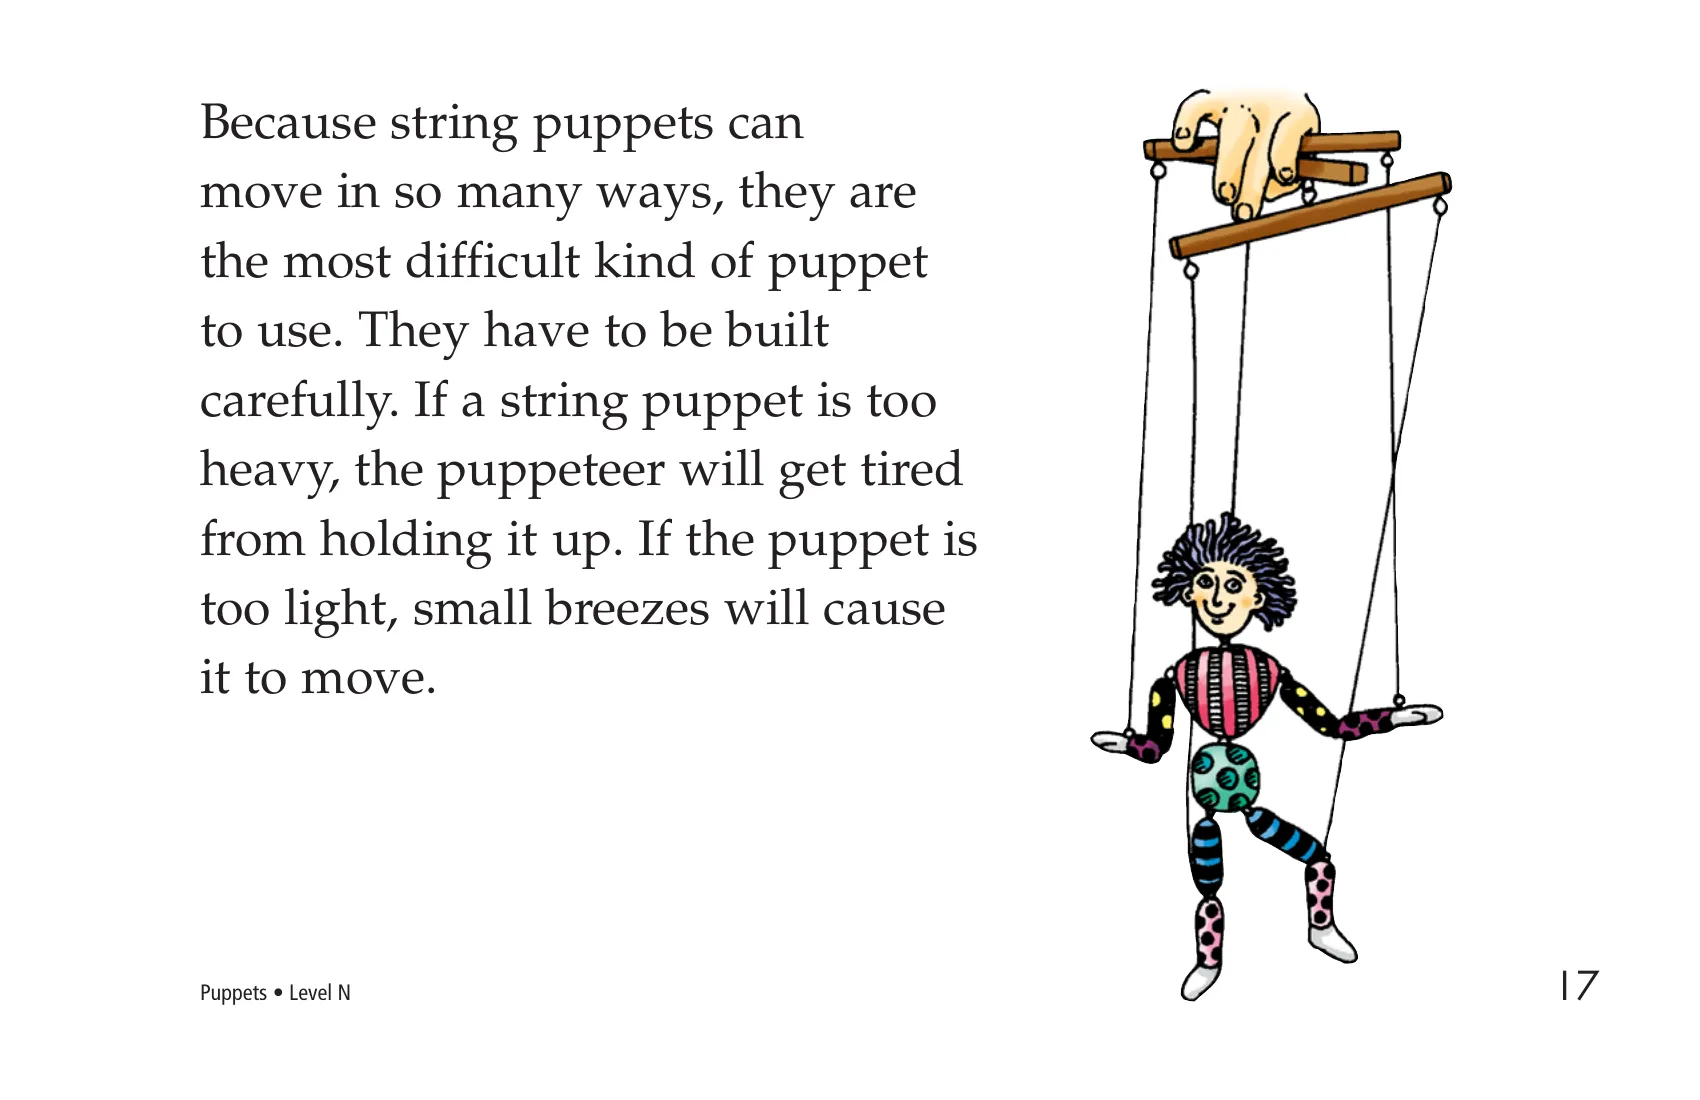 Because string puppets can
move in so many ways, they are
the most difficult kind of puppet
to use. They have to be built
carefully. If a string puppet is too
heavy, the puppeteer will get tired
from holding it up. If the puppet is
too light, small breezes will cause
it to move.
Puppets • Level N
17